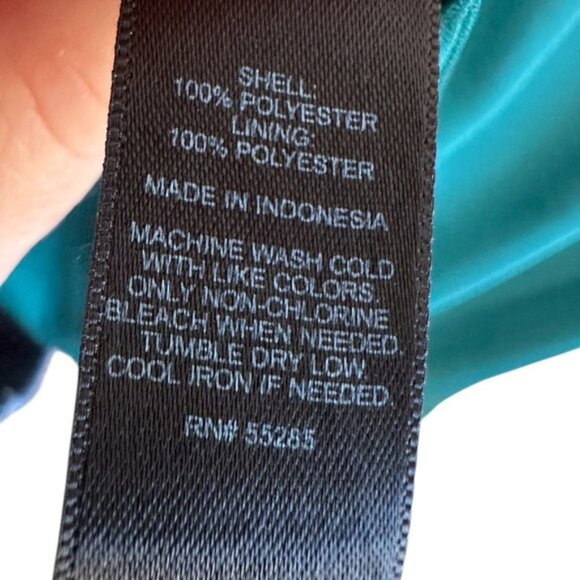 SHELL:
100% POLYESTER
LINING:
100% POLYESTER
MADE IN INDONESIA
MACHINE WASH COLD
WITH LIKE COLORS.
ONLY NON-CHLORINE
BLEACH WHEN NEEDED.
TUMBLE DRY LOW.
COOL IRON IF NEEDED.
RN# 55285